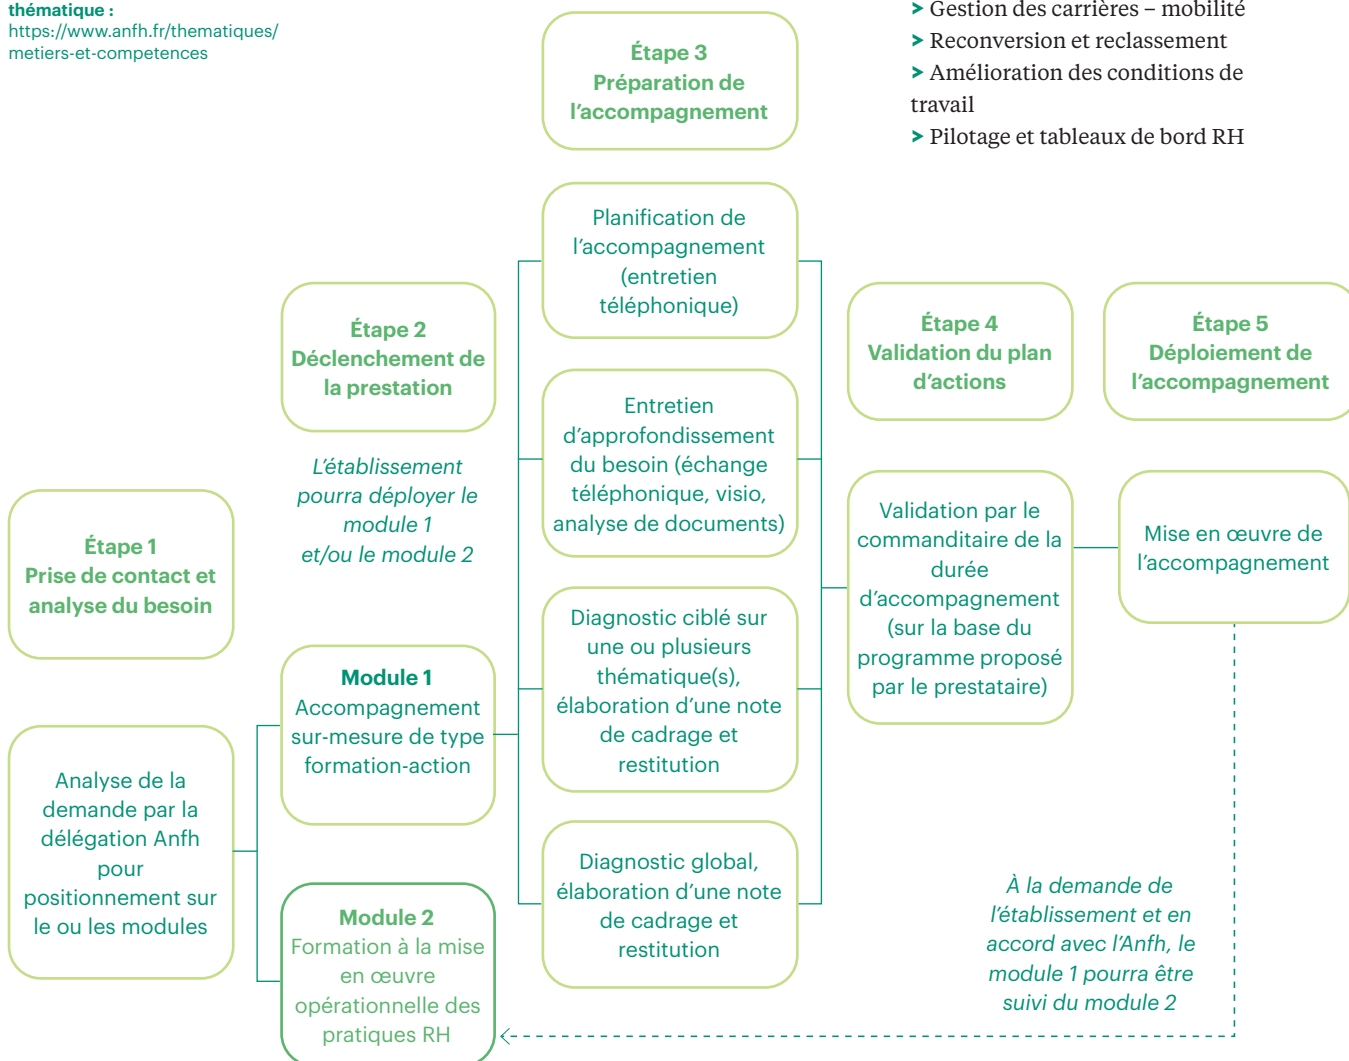 thématique :
https://www.anfh.fr/thematiques/
metiers-et-competences
> Gestion des carrières – mobilité
> Reconversion et reclassement
> Amélioration des conditions de
travail
> Pilotage et tableaux de bord RH
Étape 1
Prise de contact et
analyse du besoin
Analyse de la
demande par la
délégation Anfh
pour
positionnement sur
le ou les modules
Étape 2
Déclenchement de
la prestation
L’établissement
pourra déployer le
module 1
et/ou le module 2
Module 1
Accompagnement
sur-mesure de type
formation-action
Module 2
Formation à la mise
en œuvre
opérationnelle des
pratiques RH
Étape 3
Préparation de
l’accompagnement
Planification de
l’accompagnement
(entretien
téléphonique)
Entretien
d’approfondissement
du besoin (échange
téléphonique, visio,
analyse de documents)
Diagnostic ciblé sur
une ou plusieurs
thématique(s),
élaboration d’une note
de cadrage et
restitution
Diagnostic global,
élaboration d’une note
de cadrage et
restitution
Étape 4
Validation du plan
d’actions
Validation par le
commanditaire de la
durée
d’accompagnement
(sur la base du
programme proposé
par le prestataire)
Étape 5
Déploiement de
l’accompagnement
Mise en œuvre de
l’accompagnement
À la demande de
l’établissement et en
accord avec l’Anfh, le
module 1 pourra être
suivi du module 2